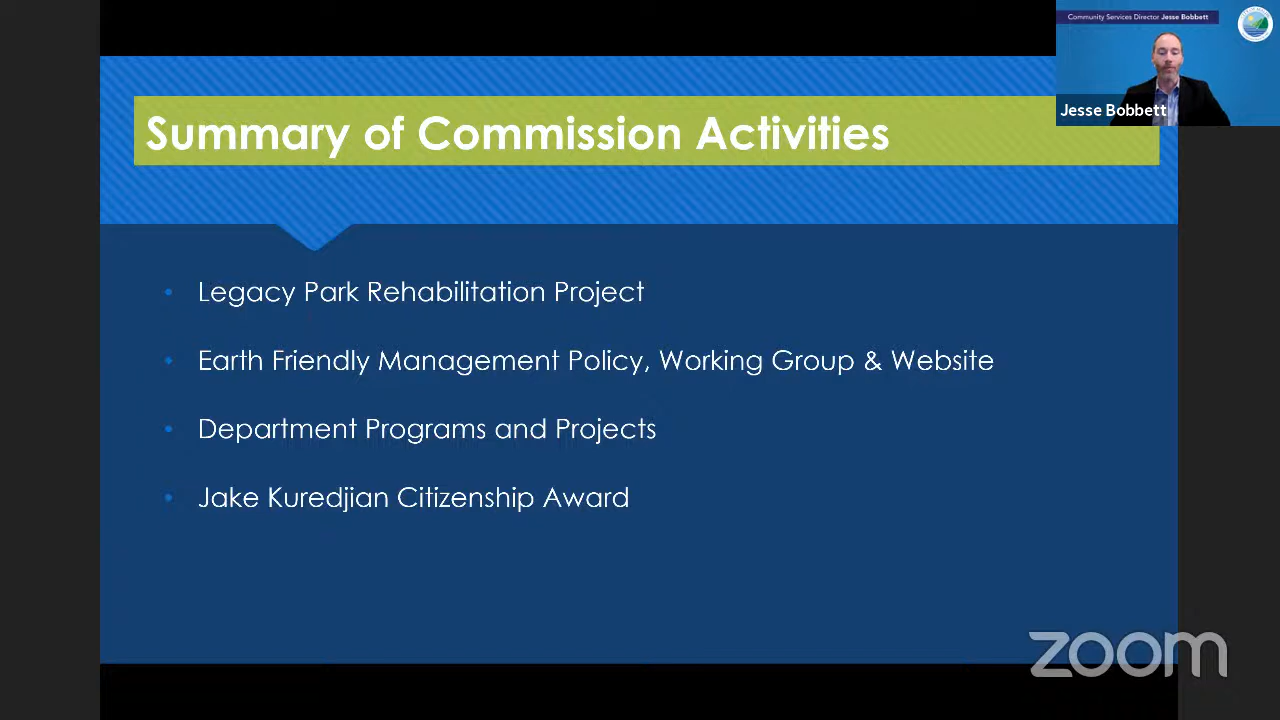 Community Services Director Jesse Bobbett
Jesse Bobbett
Summary of Commission Activities
• Legacy Park Rehabilitation Project
• Earth Friendly Management Policy, Working Group & Website
• Department Programs and Projects
• Jake Kuredjian Citizenship Award
zoom